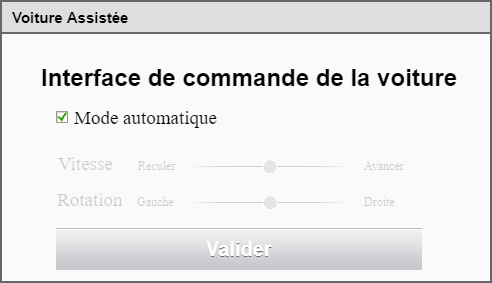 Voiture Assistée
Interface de commande de la voiture
Mode automatique
Vitesse Reculer Avancer
Rotation Gauche Droite
Valider